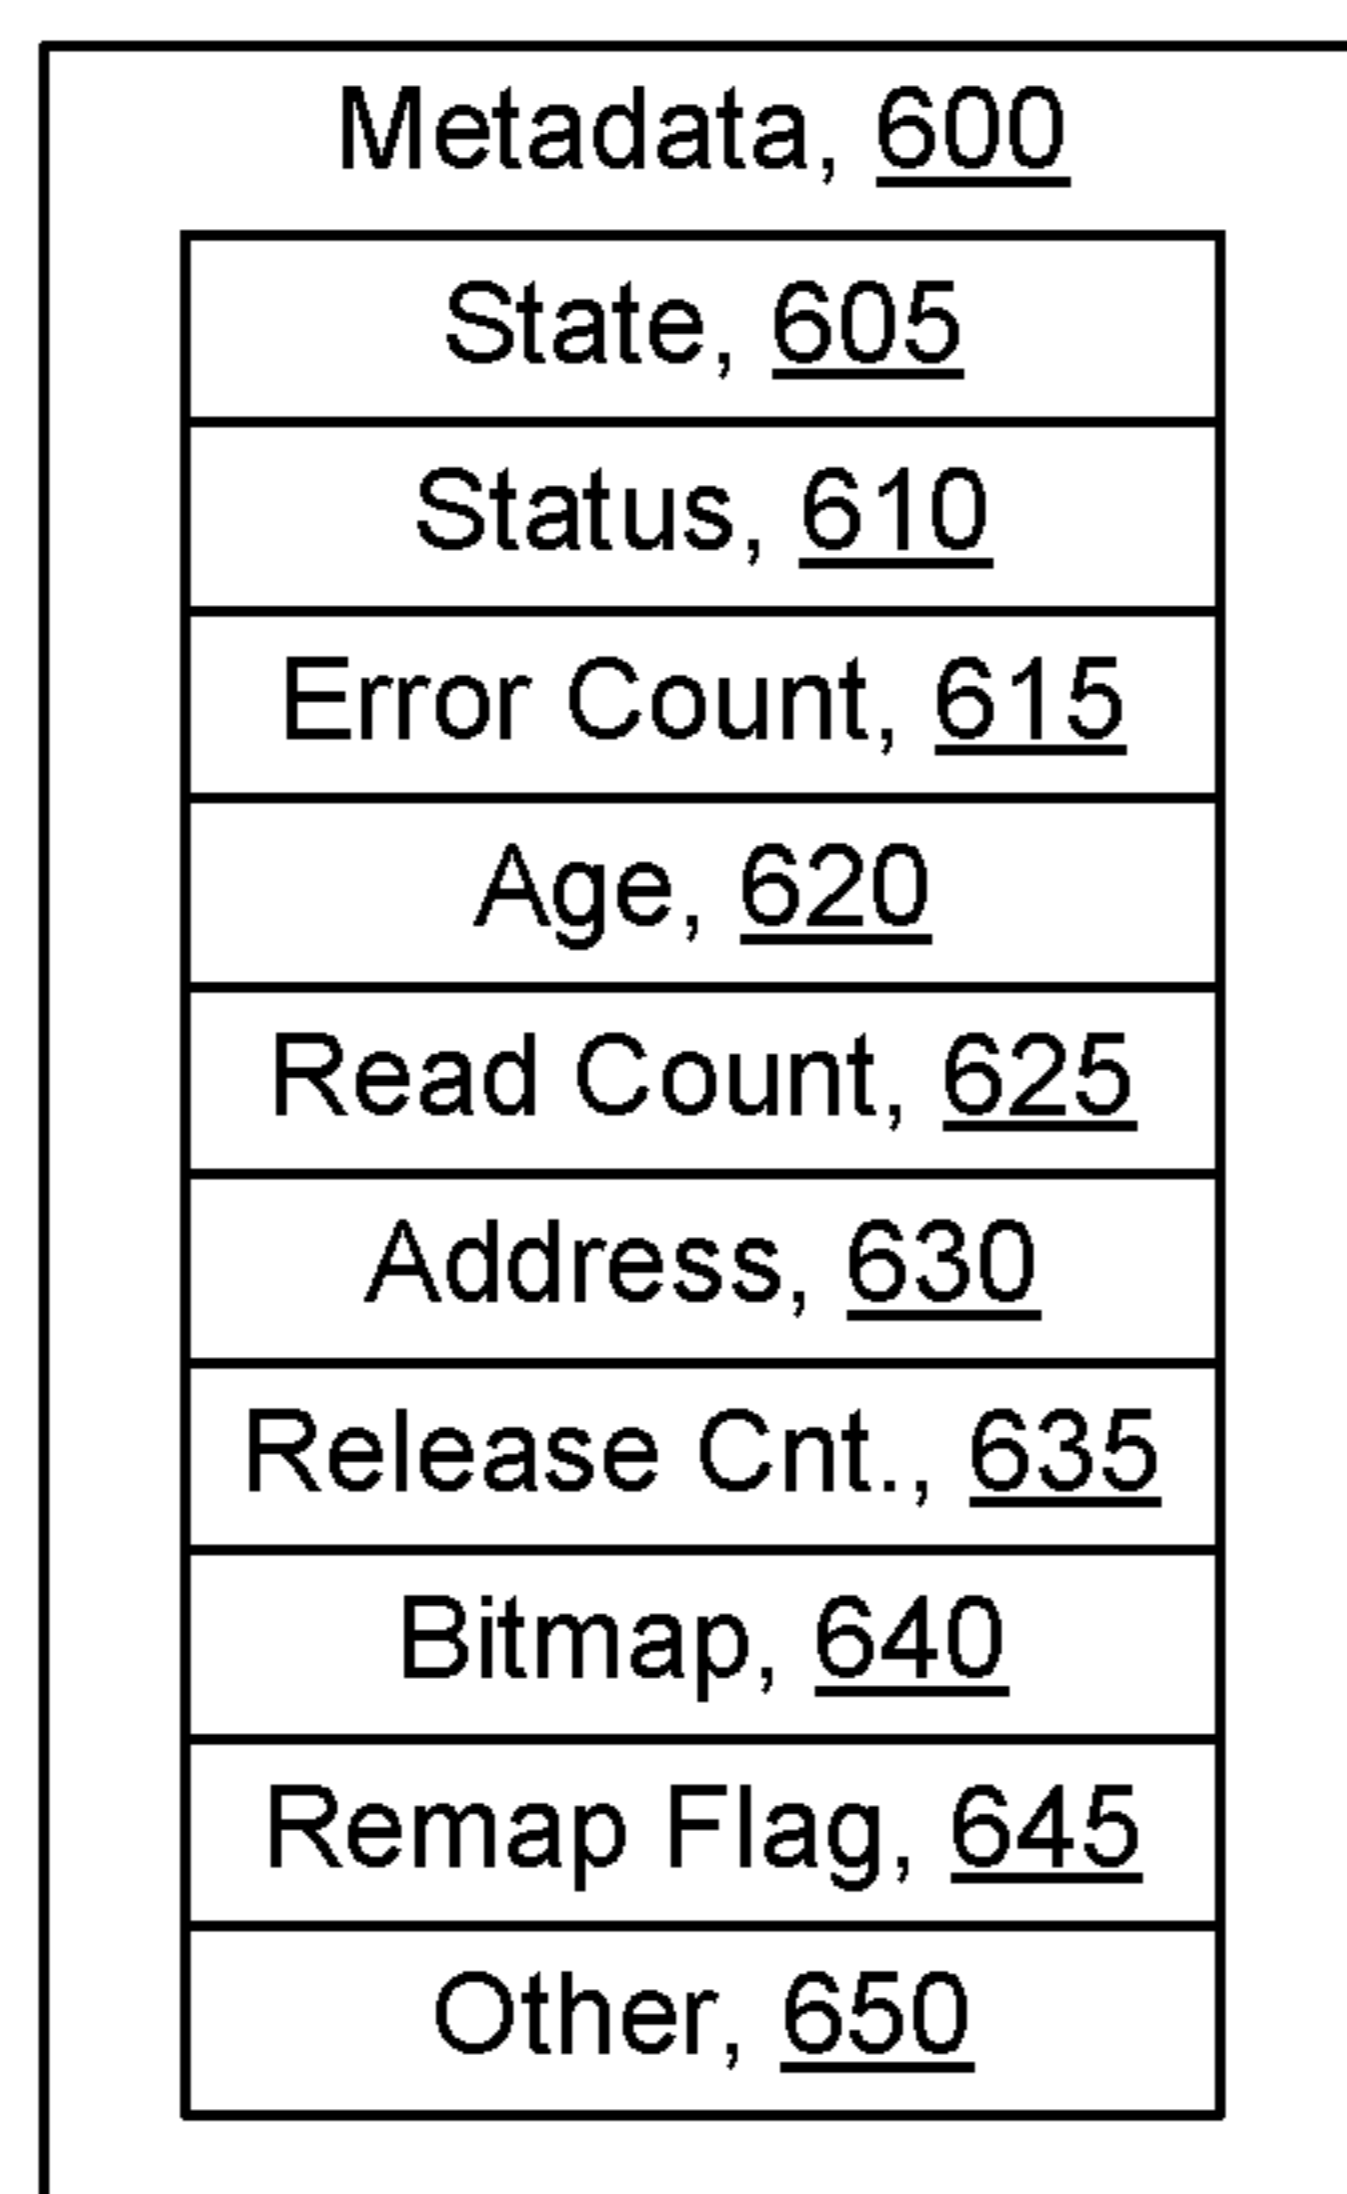 Metadata, 600
State, 605
Status, 610
Error Count, 615
Age, 620
Read Count, 625
Address, 630
Release Cnt., 635
Bitmap, 640
Remap Flag, 645
Other, 650